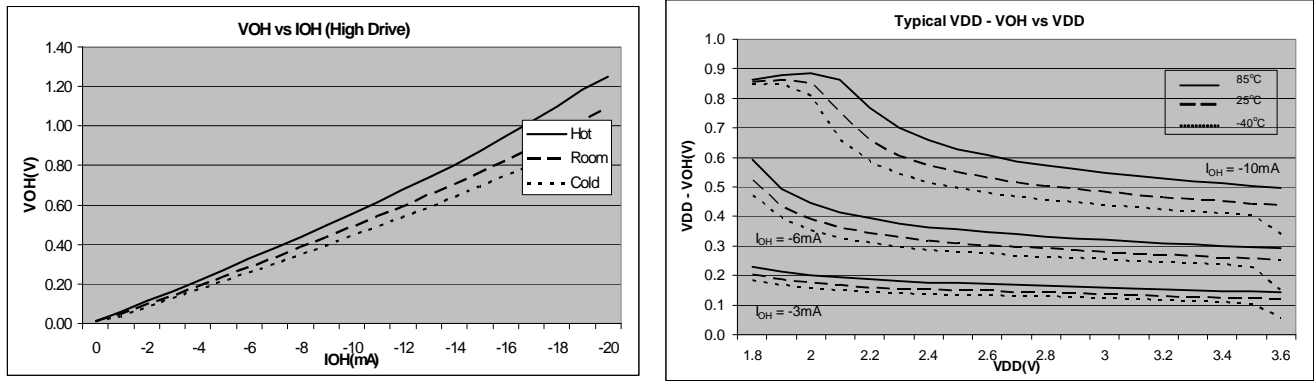 VOH vs IOH (High Drive)
VOH(V)
1.40
1.20
1.00
0.80
0.60
0.40
0.20
0.00
Hot
Room
Cold
0 -2 -4 -6 -8 -10 -12 -14 -16 -18 -20
IOH(mA)
Typical VDD - VOH vs VDD
VDD - VOH(V)
1.0
0.9
0.8
0.7
0.6
0.5
0.4
0.3
0.2
0.1
0.0
85°C
25°C
-40°C
IOH = -10mA
IOH = -6mA
IOH = -3mA
1.8 2 2.2 2.4 2.6 2.8 3 3.2 3.4 3.6
VDD(V)